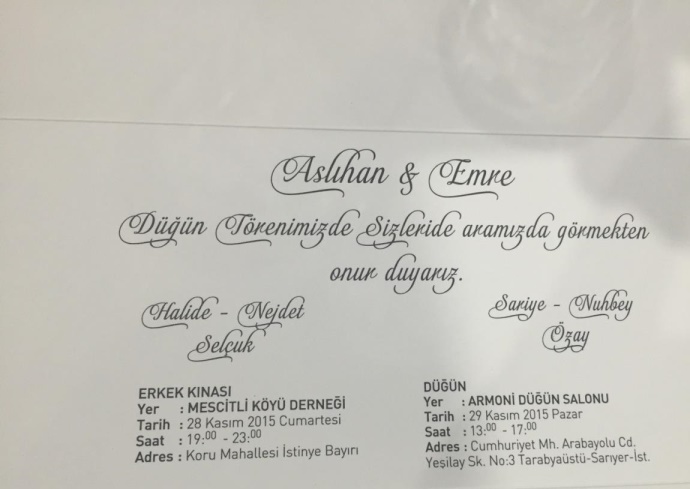 Aslıhan & Emre
Düğün Törenimizde Sizleride aramızda görmekten
onur duyarız.
Halide - Nejdet
Selçuk
Sariye - Nuhbey
Özay
ERKEK KINASI
Yer : MESCİTLİ KÖYÜ DERNEĞİ
Tarih : 28 Kasım 2015 Cumartesi
Saat : 19:00 - 23:00
Adres : Koru Mahallesi İstinye Bayırı
DÜĞÜN
Yer : ARMONİ DÜĞÜN SALONU
Tarih : 29 Kasım 2015 Pazar
Saat : 13:00 - 17:00
Adres : Cumhuriyet Mh. Arabayolu Cd.
Yeşilay Sk. No:3 Tarabyaüstü-Sarıyer-İst.